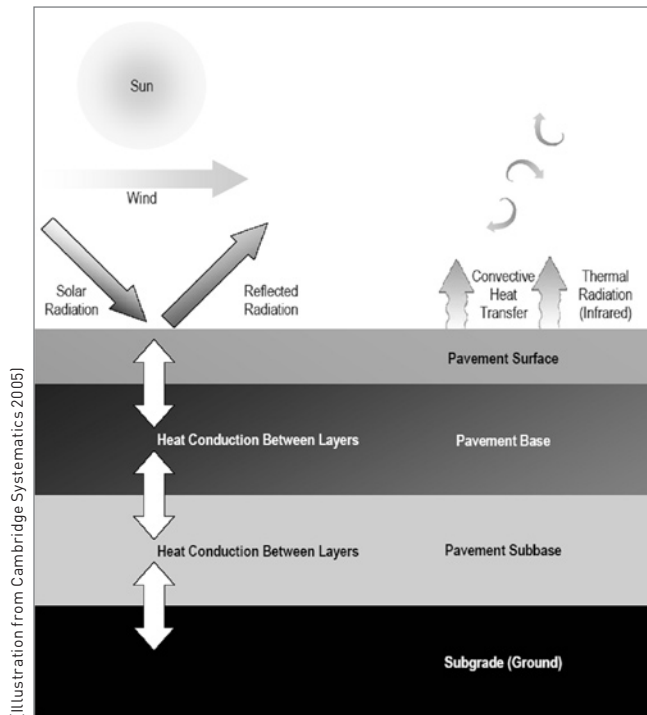 Sun
Wind
Solar
Radiation
Reflected
Radiation
Convective
Heat
Transfer
Thermal
Radiation
(Infrared)
Pavement Surface
Heat Conduction Between Layers
Pavement Base
Heat Conduction Between Layers
Pavement Subbase
Subgrade (Ground)
(Illustration from Cambridge Systematics 2005)